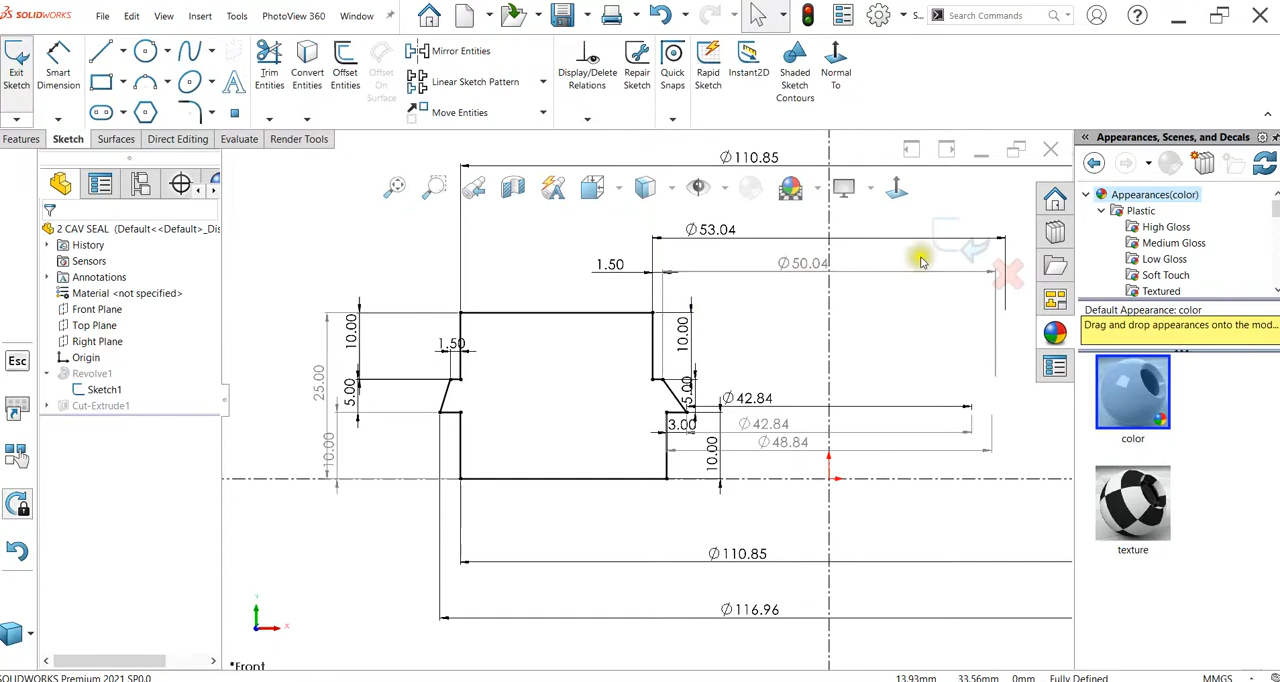 SOLIDWORKS File Edit View Insert Tools PhotoView 360 Window S... Search Commands
Exit Sketch Smart Dimension Trim Entities Convert Entities Offset Entities Offset On Surface Mirror Entities Linear Sketch Pattern Move Entities Display/Delete Relations Repair Sketch Quick Snaps Rapid Sketch Instant2D Shaded Sketch Contours Normal To
Features Sketch Surfaces Direct Editing Evaluate Render Tools
Appearances, Scenes, and Decals
2 CAV SEAL (Default<<Default>_Dis
History
Sensors
Annotations
Material <not specified>
Front Plane
Top Plane
Right Plane
Origin
Revolve1
Sketch1
Cut-Extrude1
Esc
Ø110.85
Ø53.04
1.50
Ø50.04
10.00
10.00
1.50
25.00
5.00
5.00
Ø42.84
3.00
Ø42.84
Ø48.84
10.00
10.00
Ø110.85
Ø116.96
Y
X
*Front
Appearances(color)
Plastic
High Gloss
Medium Gloss
Low Gloss
Soft Touch
Textured
Default Appearance: color
Drag and drop appearances onto the mod...
color
texture
SOLIDWORKS Premium 2021 SP0.0 13.93mm 33.56mm 0mm Fully Defined MMGS